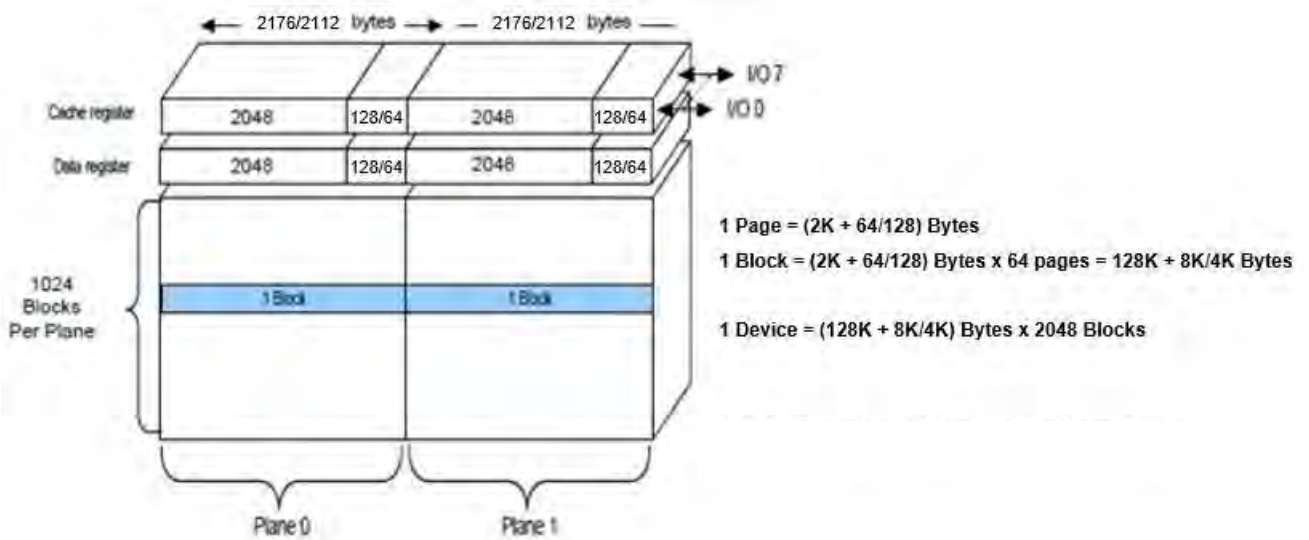 2176/2112 bytes 2176/2112 bytes
I/O 7
I/O 0
Cache register 2048 128/64 2048 128/64
Data register 2048 128/64 2048 128/64
1 Page = (2K + 64/128) Bytes
1 Block = (2K + 64/128) Bytes x 64 pages = 128K + 8K/4K Bytes
1024
Blocks
Per Plane
1 Block 1 Block
1 Device = (128K + 8K/4K) Bytes x 2048 Blocks
Plane 0 Plane 1